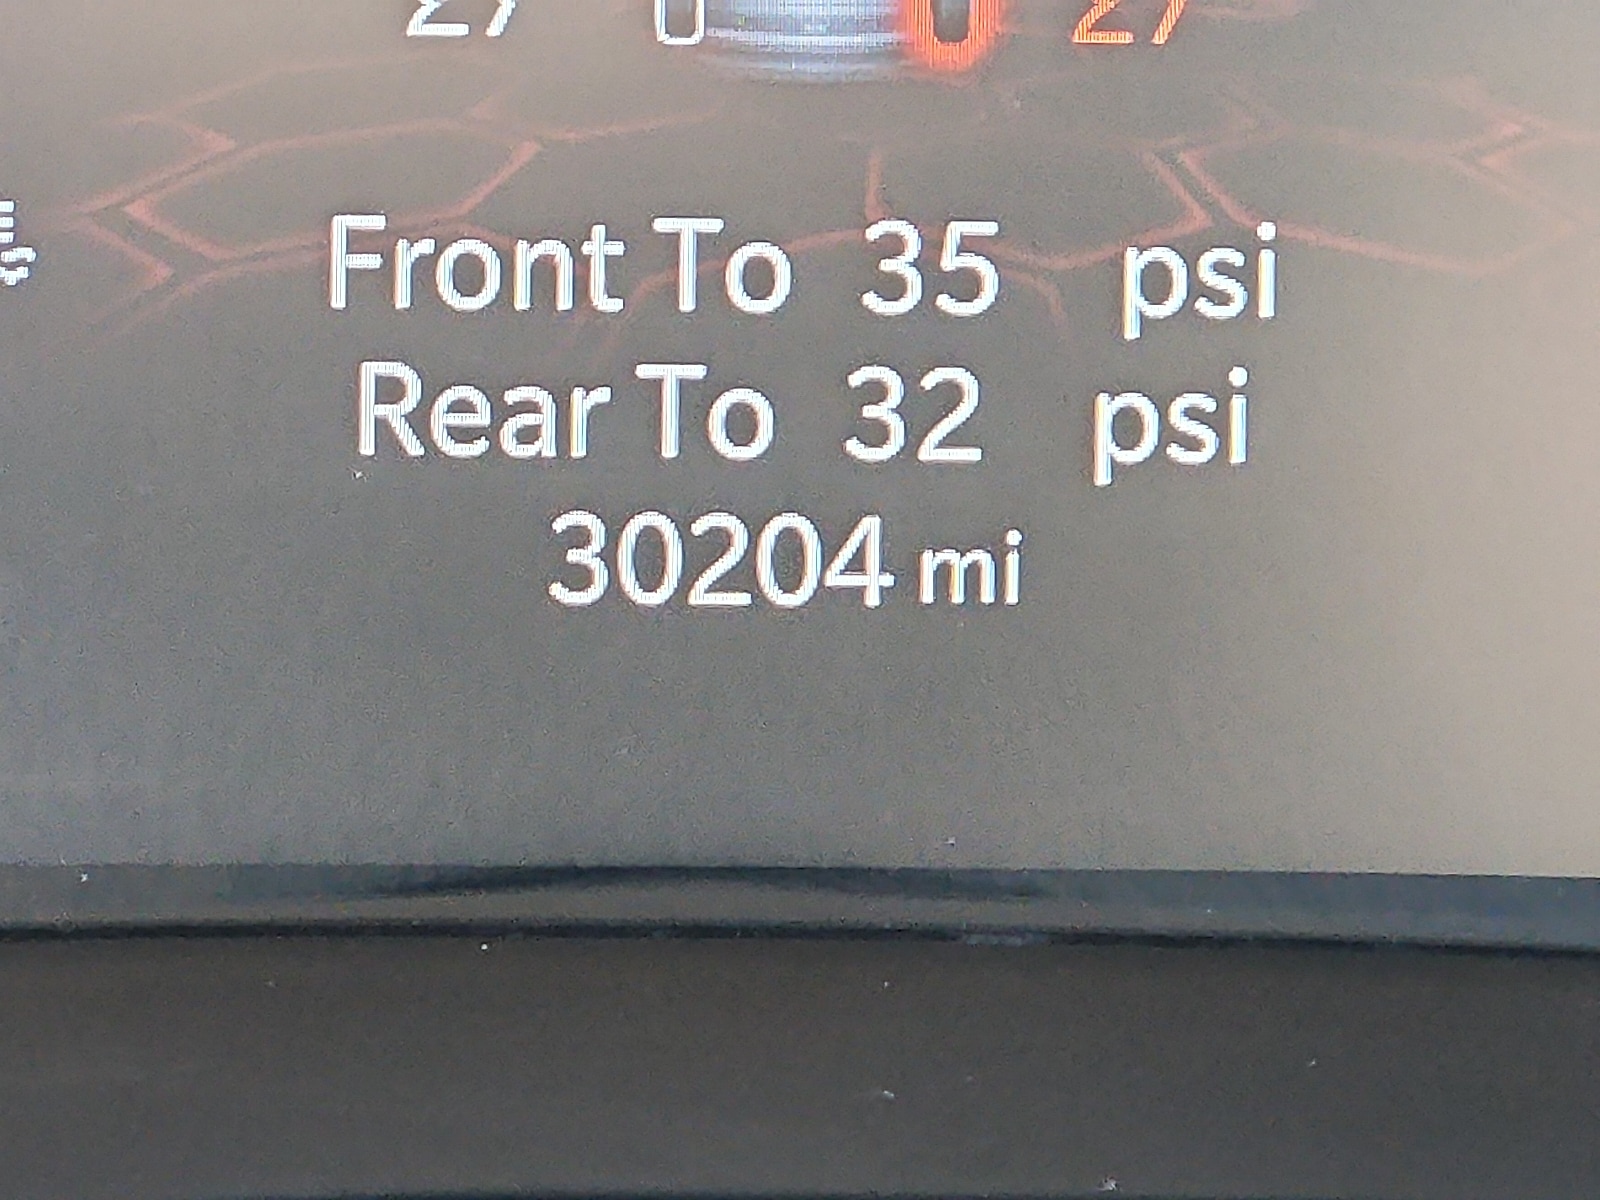 Front To 35 psi
Rear To 32 psi
30204 mi